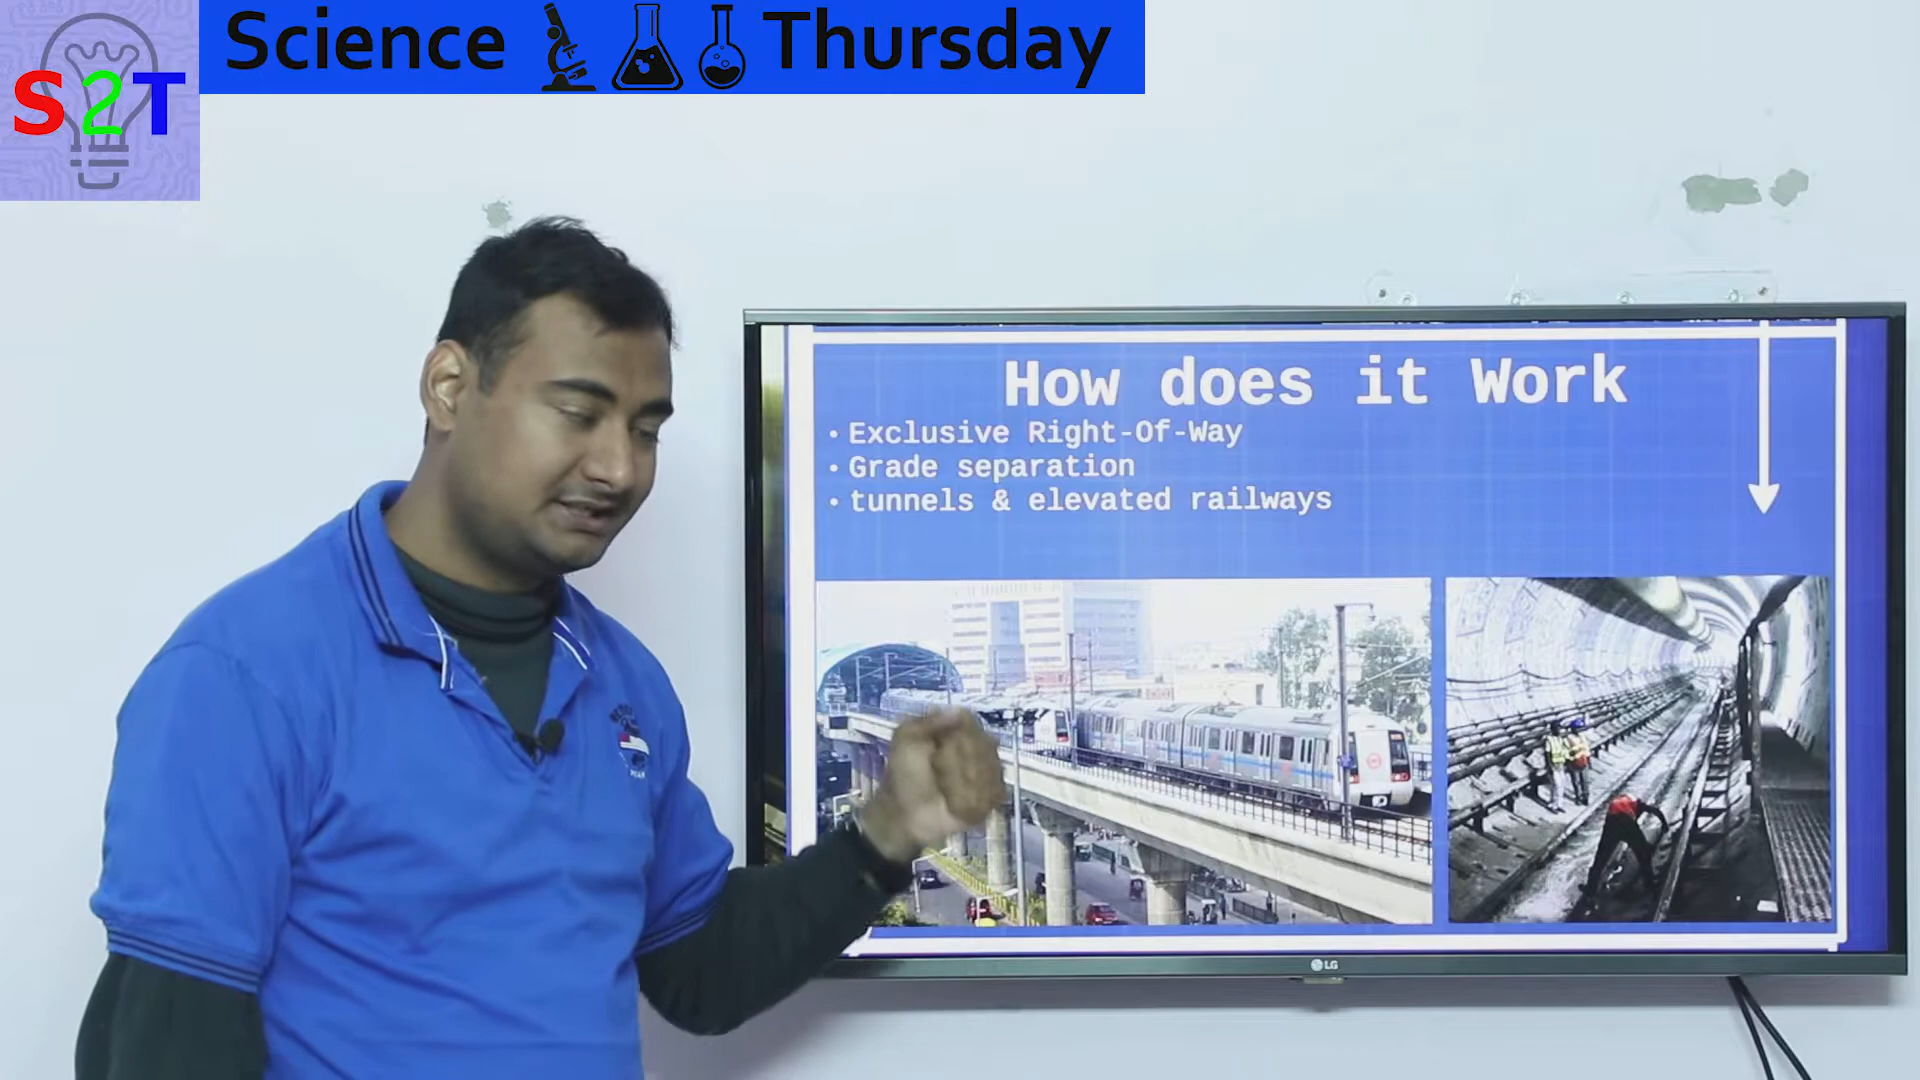 Science Thursday
S2T
How does it Work
• Exclusive Right-Of-Way
• Grade separation
• tunnels & elevated railways
LG